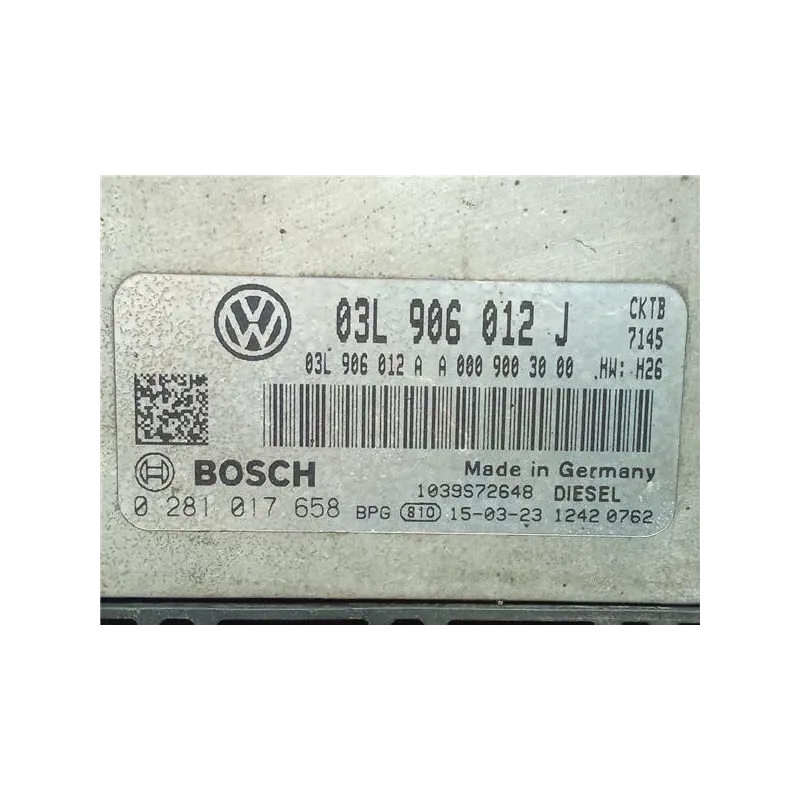 03L 906 012 J CKTB
7145
03L 906 012 A A 000 900 30 00 .HW: H26
BOSCH Made in Germany
1039S72648 DIESEL
0 281 017 658 BPG 810 15-03-23 1242 0762